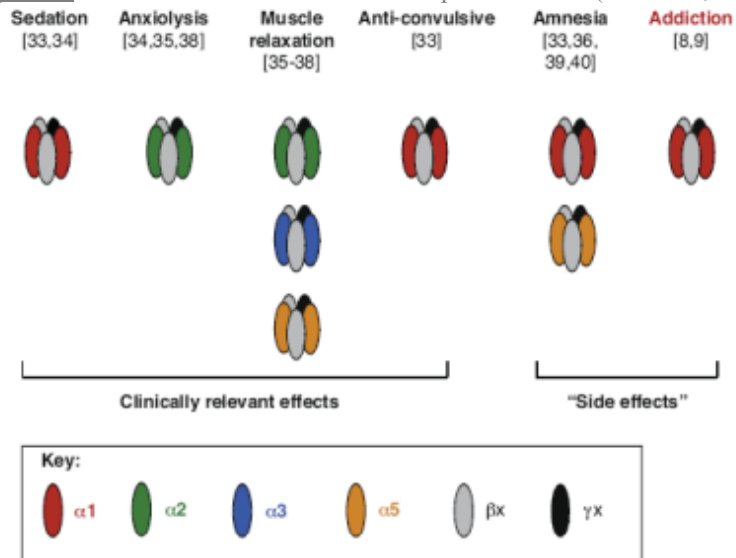 Sedation
[33,34]
Anxiolysis
[34,35,38]
Muscle
relaxation
[35-38]
Anti-convulsive
[33]
Amnesia
[33,36,
39,40]
Addiction
[8,9]
Clinically relevant effects
“Side effects”
Key:
α1
α2
α3
α5
βx
γx